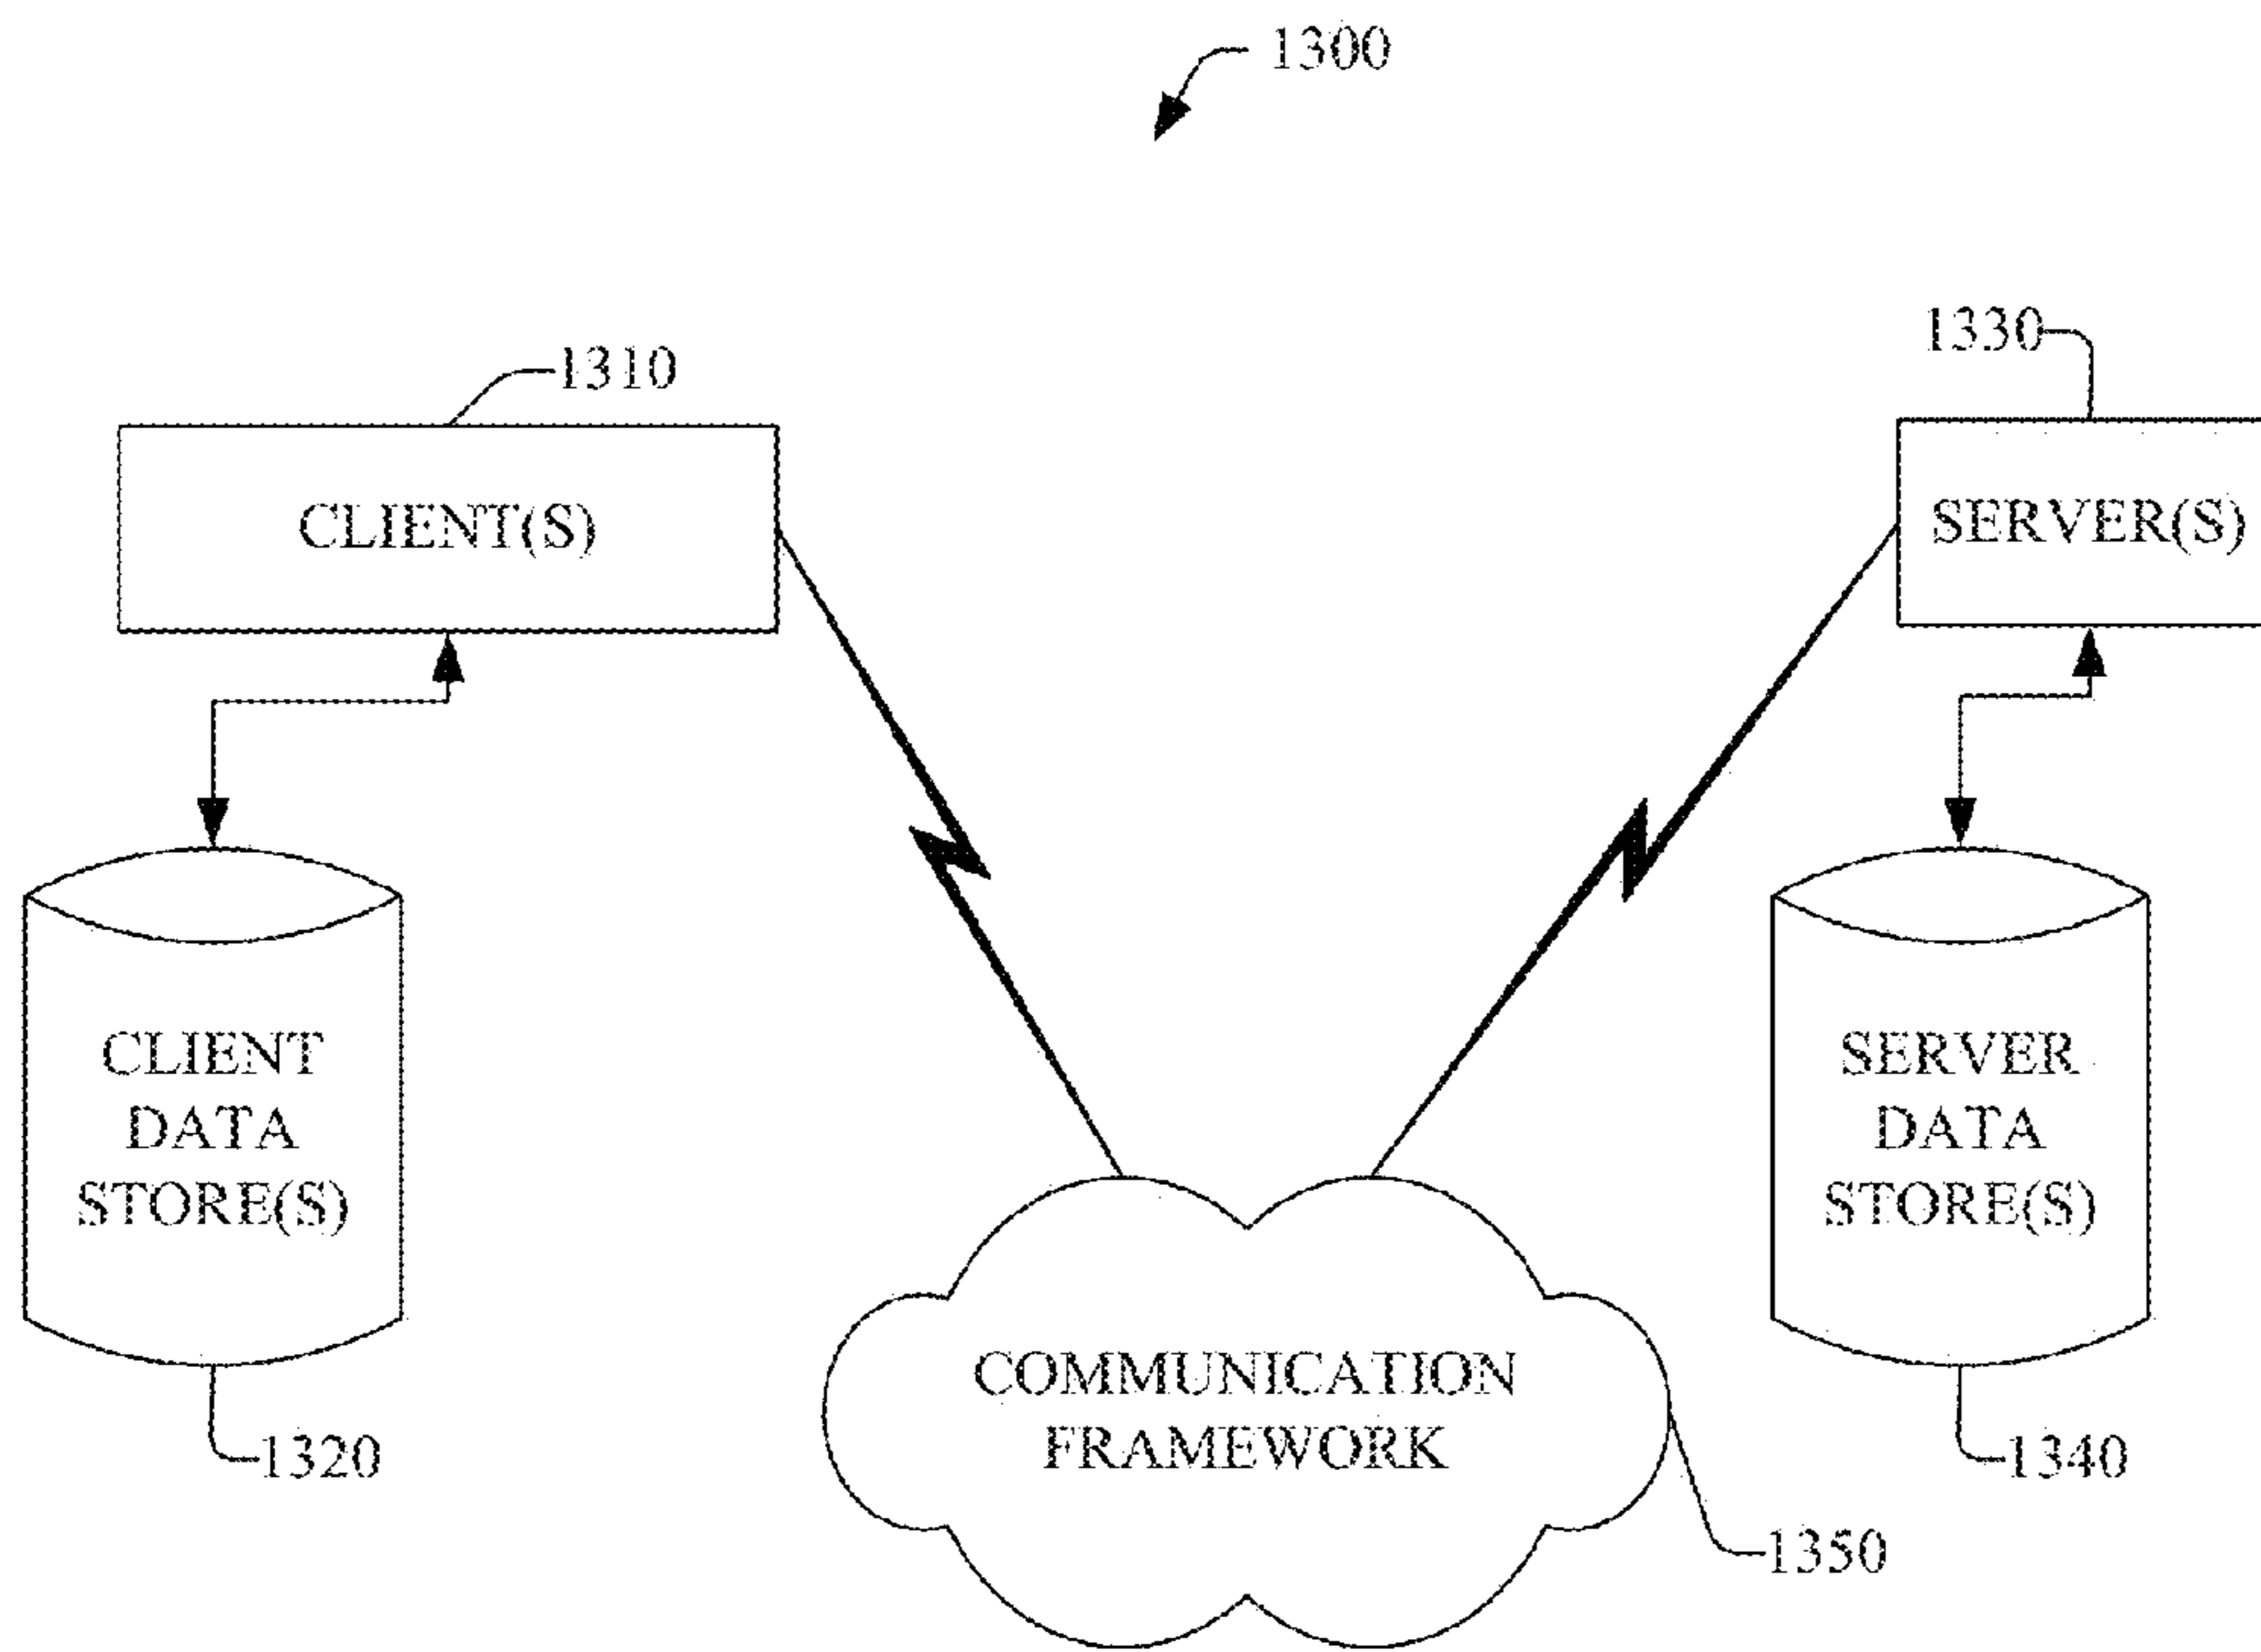 1300
1310
1330
CLIENT(S)
SERVER(S)
CLIENT
DATA
STORE(S)
SERVER
DATA
STORE(S)
COMMUNICATION
FRAMEWORK
1320
1340
1350